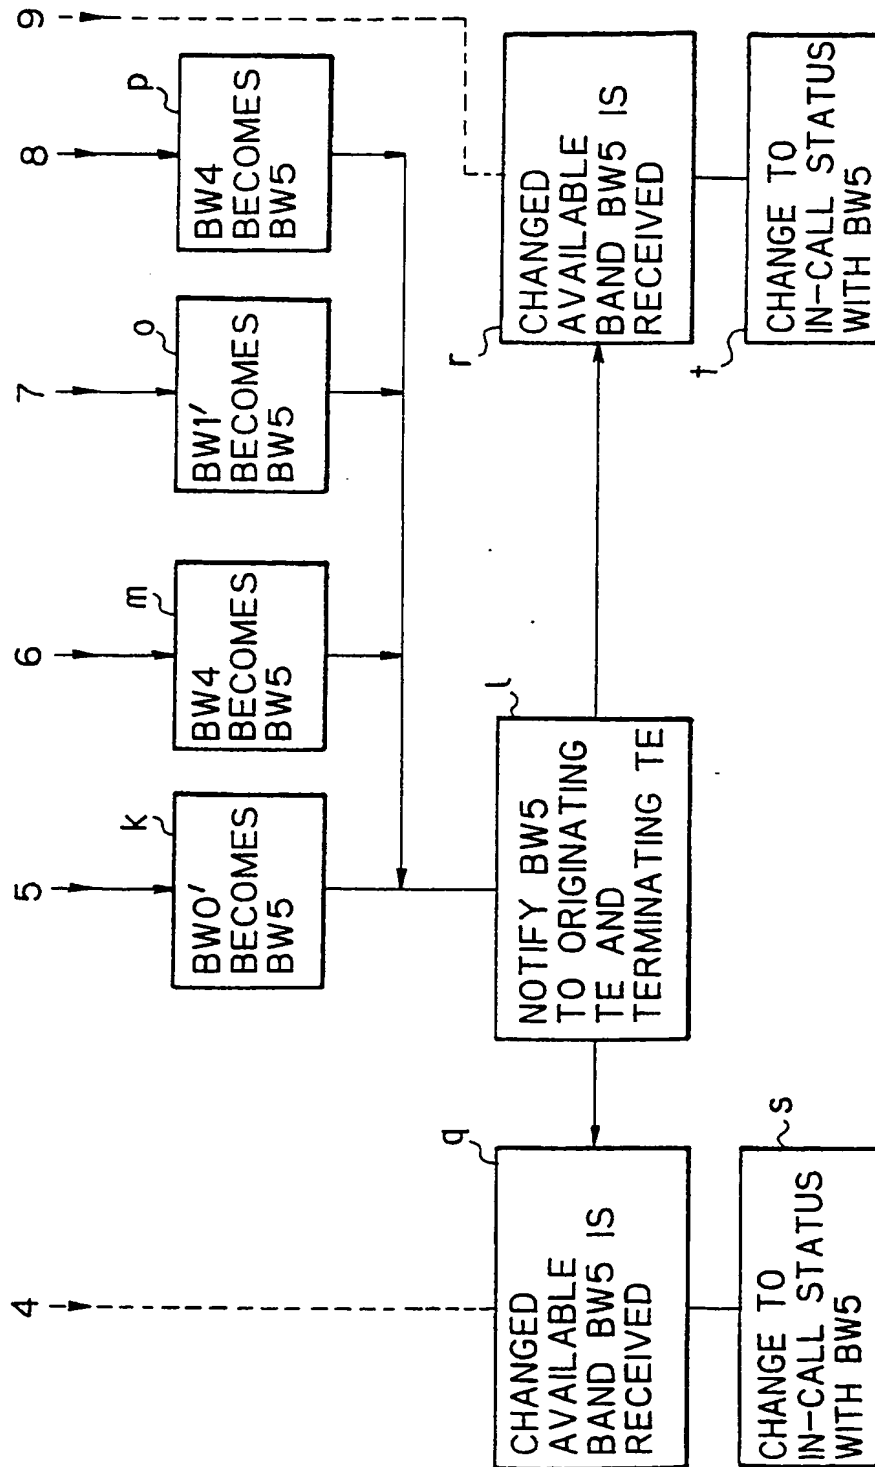 4
5
6
7
8
9
k
BW0'
BECOMES
BW5
m
BW4
BECOMES
BW5
o
BW1'
BECOMES
BW5
p
BW4
BECOMES
BW5
q
CHANGED
AVAILABLE
BAND BW5 IS
RECEIVED
l
NOTIFY BW5
TO ORIGINATING
TE AND
TERMINATING TE
r
CHANGED
AVAILABLE
BAND BW5 IS
RECEIVED
s
CHANGE TO
IN-CALL STATUS
WITH BW5
t
CHANGE TO
IN-CALL STATUS
WITH BW5